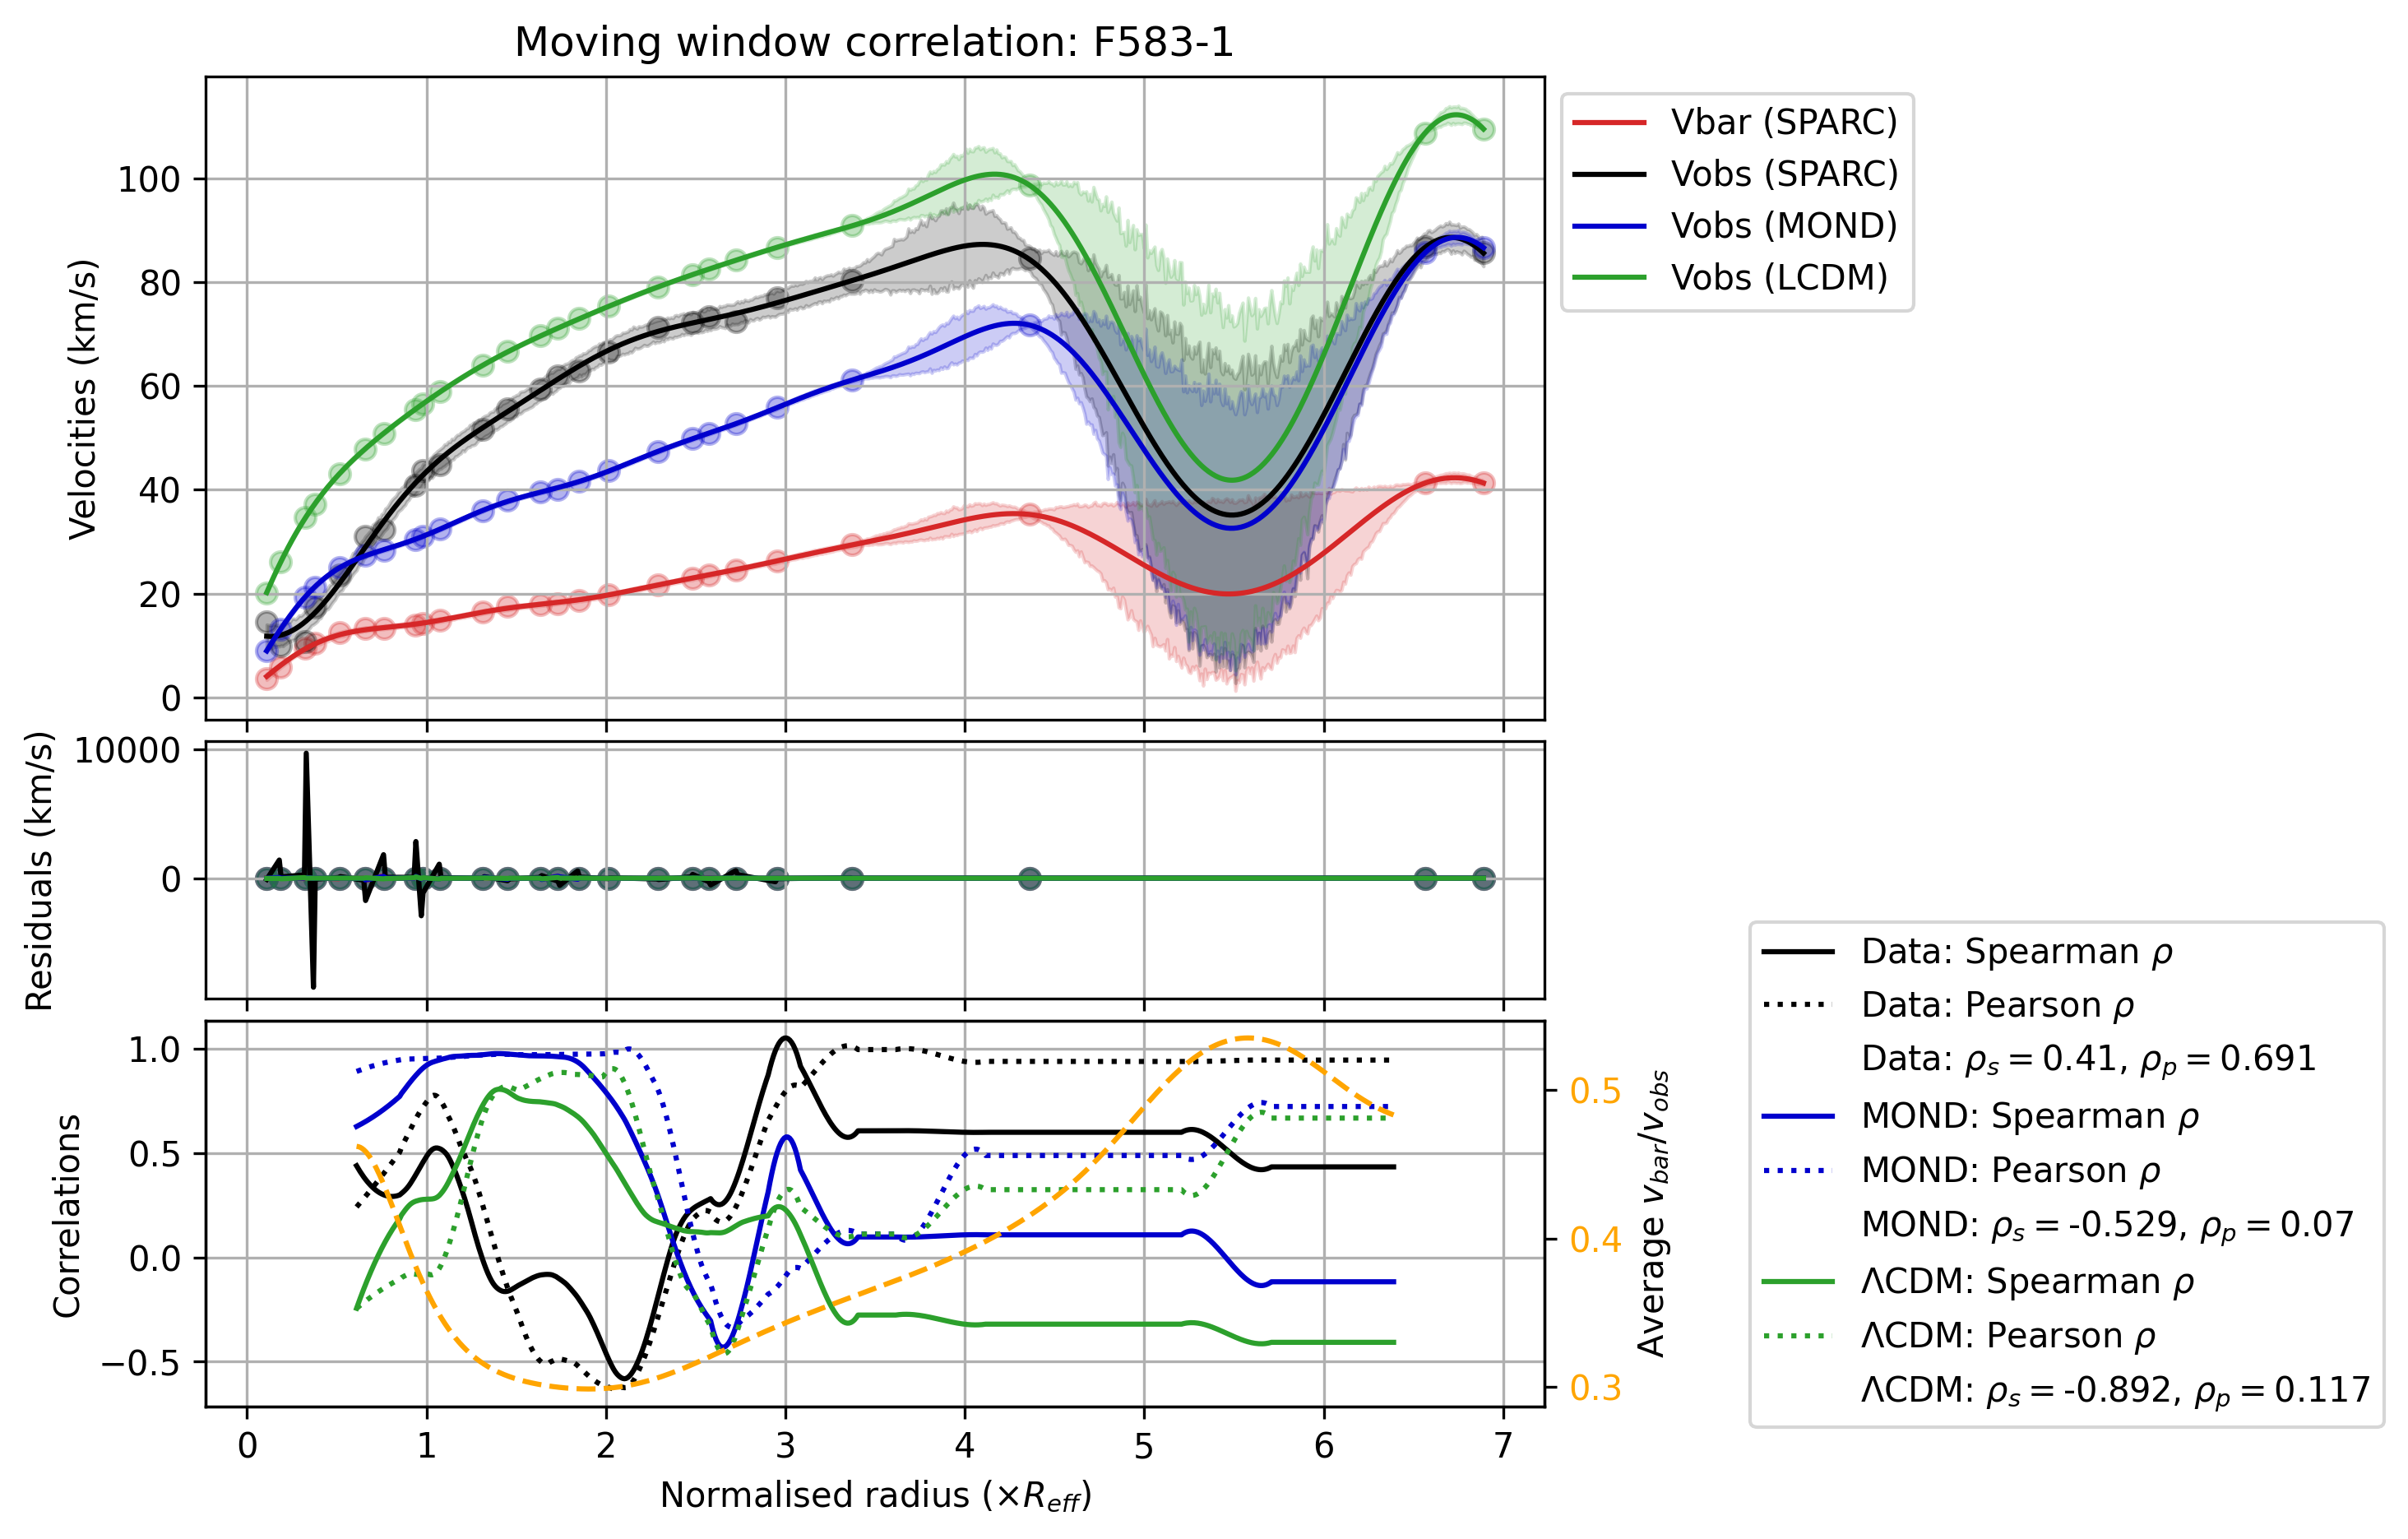 Moving window correlation: F583-1
Velocities (km/s)
100
80
60
40
20
0
Vbar (SPARC)
Vobs (SPARC)
Vobs (MOND)
Vobs (LCDM)
Residuals (km/s)
10000
0
Correlations
1.0
0.5
0.0
−0.5
0.5
0.4
0.3
Average v_bar/v_obs
0 1 2 3 4 5 6 7
Normalised radius (×R_eff)
Data: Spearman ρ
Data: Pearson ρ
Data: ρ_s = 0.41, ρ_p = 0.691
MOND: Spearman ρ
MOND: Pearson ρ
MOND: ρ_s = -0.529, ρ_p = 0.07
ΛCDM: Spearman ρ
ΛCDM: Pearson ρ
ΛCDM: ρ_s = -0.892, ρ_p = 0.117